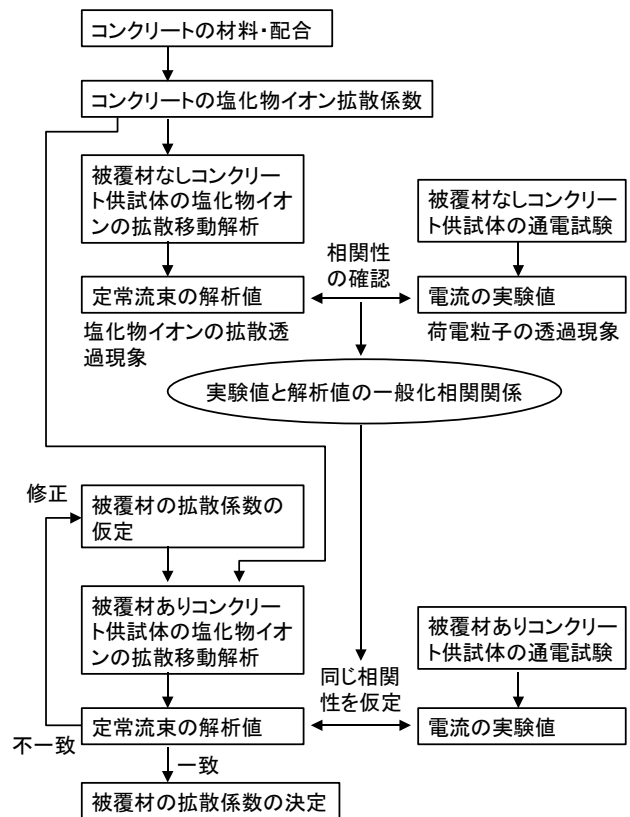 コンクリートの材料・配合
コンクリートの塩化物イオン拡散係数
被覆材なしコンクリー
ト供試体の塩化物イオ
ンの拡散移動解析
被覆材なしコンクリー
ト供試体の通電試験
相関性
の確認
定常流束の解析値
電流の実験値
塩化物イオンの拡散透
過現象
荷電粒子の透過現象
実験値と解析値の一般化相関関係
修正
被覆材の拡散係数の
仮定
被覆材ありコンクリー
ト供試体の塩化物イオ
ンの拡散移動解析
被覆材ありコンクリー
ト供試体の通電試験
同じ相関
性を仮定
定常流束の解析値
電流の実験値
不一致
一致
被覆材の拡散係数の決定